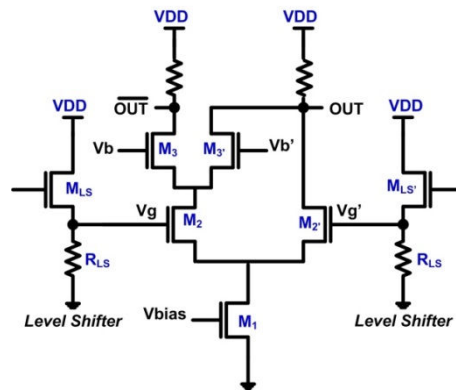 VDD
VDD
OUT
OUT
VDD
VDD
Vb
M3
M3'
Vb'
MLS
MLS'
Vg
M2
M2'
Vg'
RLS
RLS
Level Shifter
Level Shifter
Vbias
M1